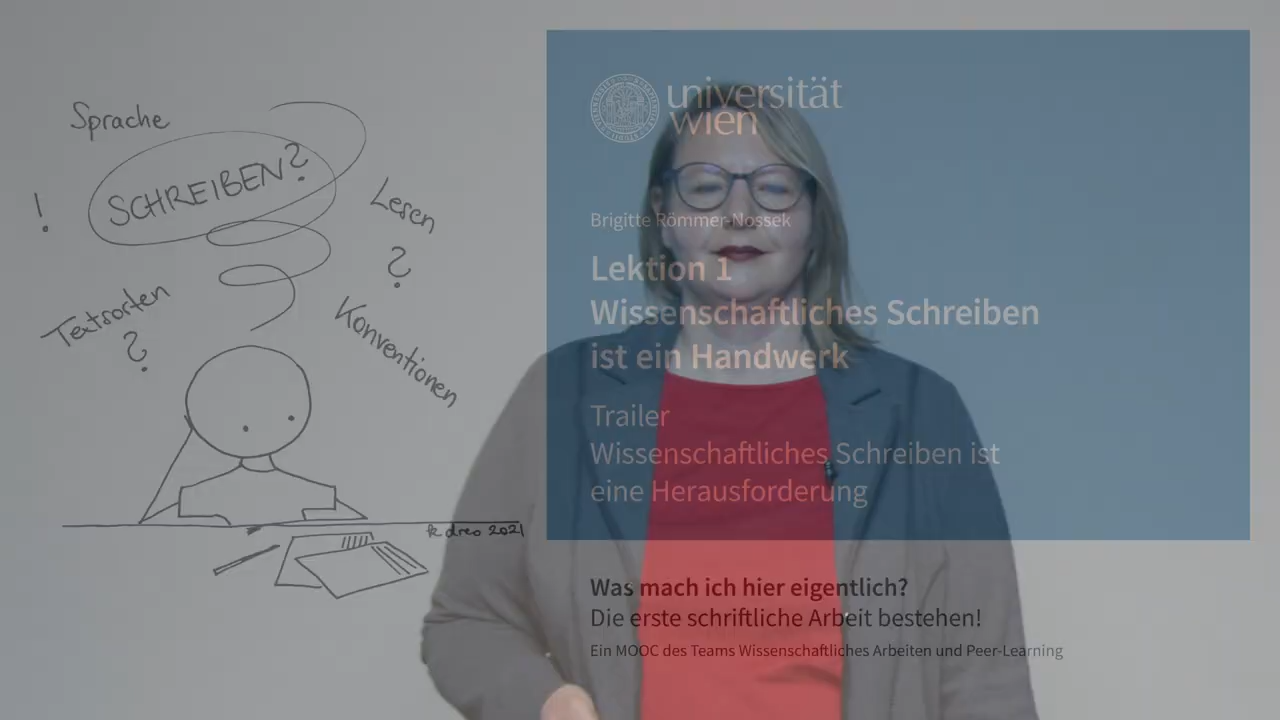 Sprache
SCHREIBEN?
!
Lesen
?
Textsorten
?
Konventionen
k dreo 2021
universität
wien
Brigitte Römmer-Nossek
Lektion 1
Wissenschaftliches Schreiben
ist ein Handwerk
Trailer
Wissenschaftliches Schreiben ist
eine Herausforderung
Was mach ich hier eigentlich?
Die erste schriftliche Arbeit bestehen!
Ein MOOC des Teams Wissenschaftliches Arbeiten und Peer-Learning